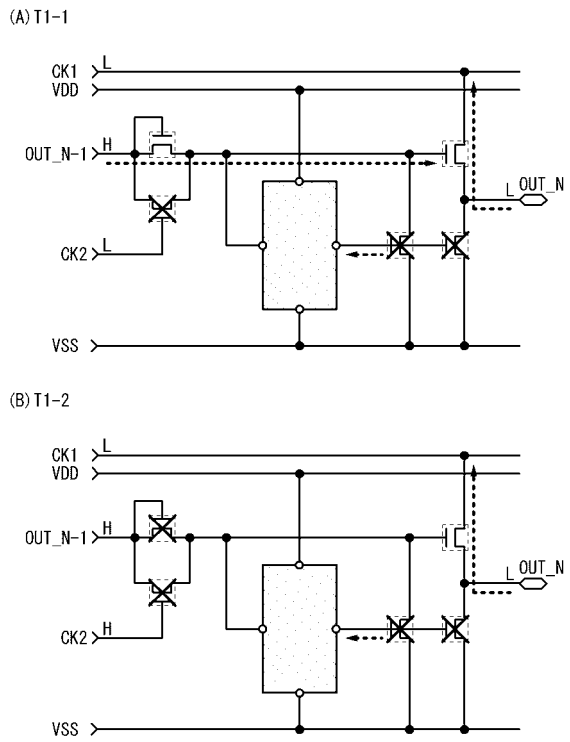 (A) T1-1
CK1 L
VDD
OUT_N-1 H
L OUT_N
CK2 L
VSS
(B) T1-2
CK1 L
VDD
OUT_N-1 H
L OUT_N
CK2 H
VSS